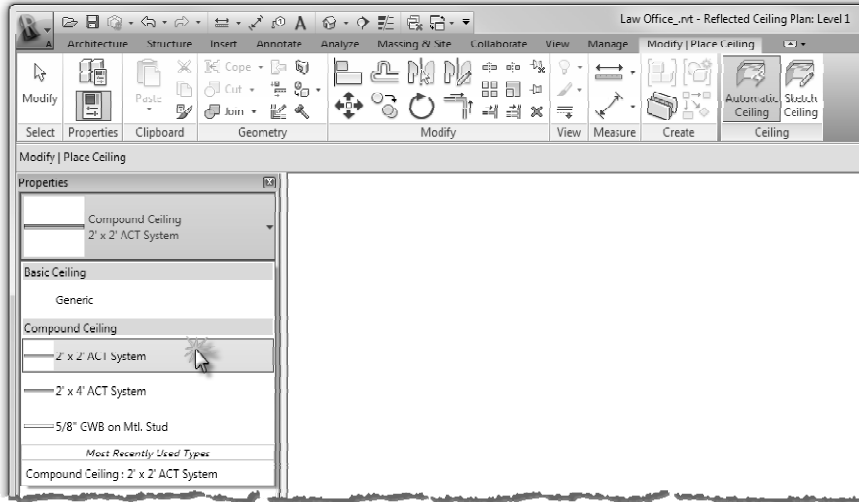 Law Office_.rvt - Reflected Ceiling Plan: Level 1
A Architecture Structure Insert Annotate Analyze Massing & Site Collaborate View Manage Modify | Place Ceiling
Cope
Cut
Modify Paste Join Automatic Ceiling Sketch Ceiling
Select Properties Clipboard Geometry Modify View Measure Create Ceiling
Modify | Place Ceiling
Properties
Compound Ceiling
2' x 2' ACT System
Basic Ceiling
Generic
Compound Ceiling
2' x 2' ACT System
2' x 4' ACT System
5/8" GWB on Mtl. Stud
Most Recently Used Types
Compound Ceiling : 2' x 2' ACT System